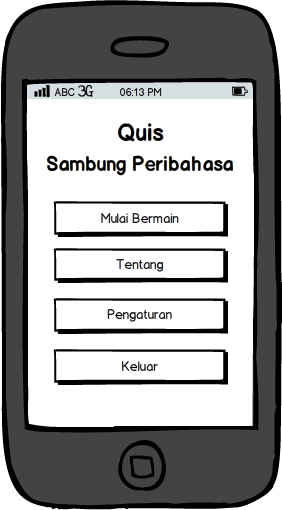 ABC 3G 06:13 PM
Quis
Sambung Peribahasa
Mulai Bermain
Tentang
Pengaturan
Keluar